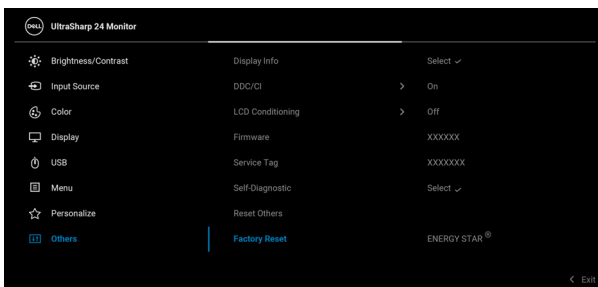 DELL UltraSharp 24 Monitor
Brightness/Contrast Display Info Select ✓
Input Source DDC/CI > On
Color LCD Conditioning > Off
Display Firmware XXXXXX
USB Service Tag XXXXXXX
Menu Self-Diagnostic Select ✓
Personalize Reset Others
Others Factory Reset ENERGY STAR ®
< Exit